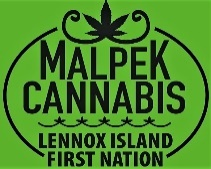 MALPEK
CANNABIS
LENNOX ISLAND
FIRST NATION